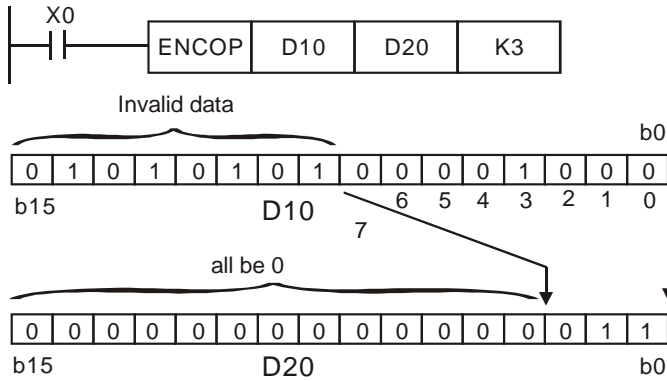 X0
ENCOP D10 D20 K3
Invalid data
b0
0 1 0 1 0 1 0 1 0 0 0 0 1 0 0 0
b15 D10 7 6 5 4 3 2 1 0
all be 0
0 0 0 0 0 0 0 0 0 0 0 0 0 0 1 1
b15 D20 b0